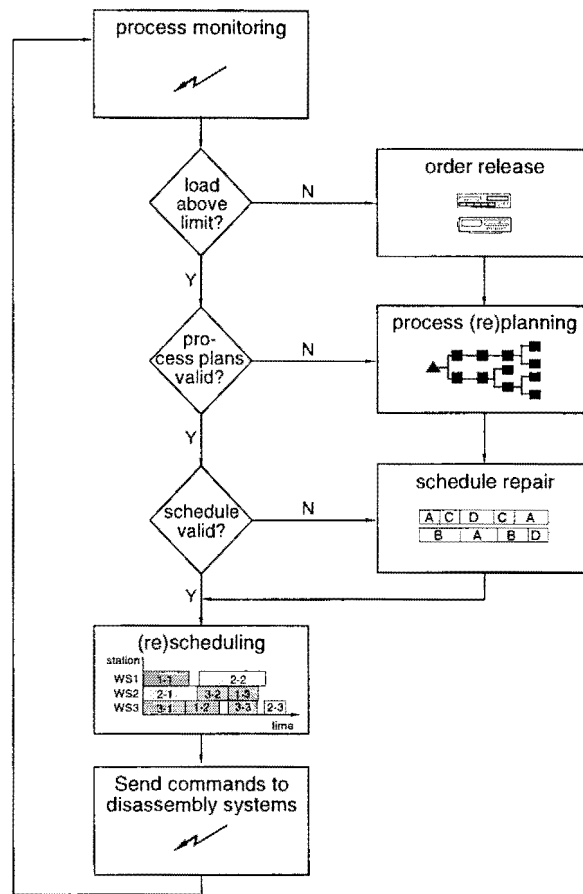 process monitoring
load
above
limit?
N
order release
Y
pro-
cess plans
valid?
N
process (re)planning
Y
schedule
valid?
N
schedule repair
A C D C A
B A B D
Y
(re)scheduling
station
WS1 1-1 2-2
WS2 2-1 3-2 1-3
WS3 3-1 1-2 3-3 2-3
time
Send commands to
disassembly systems